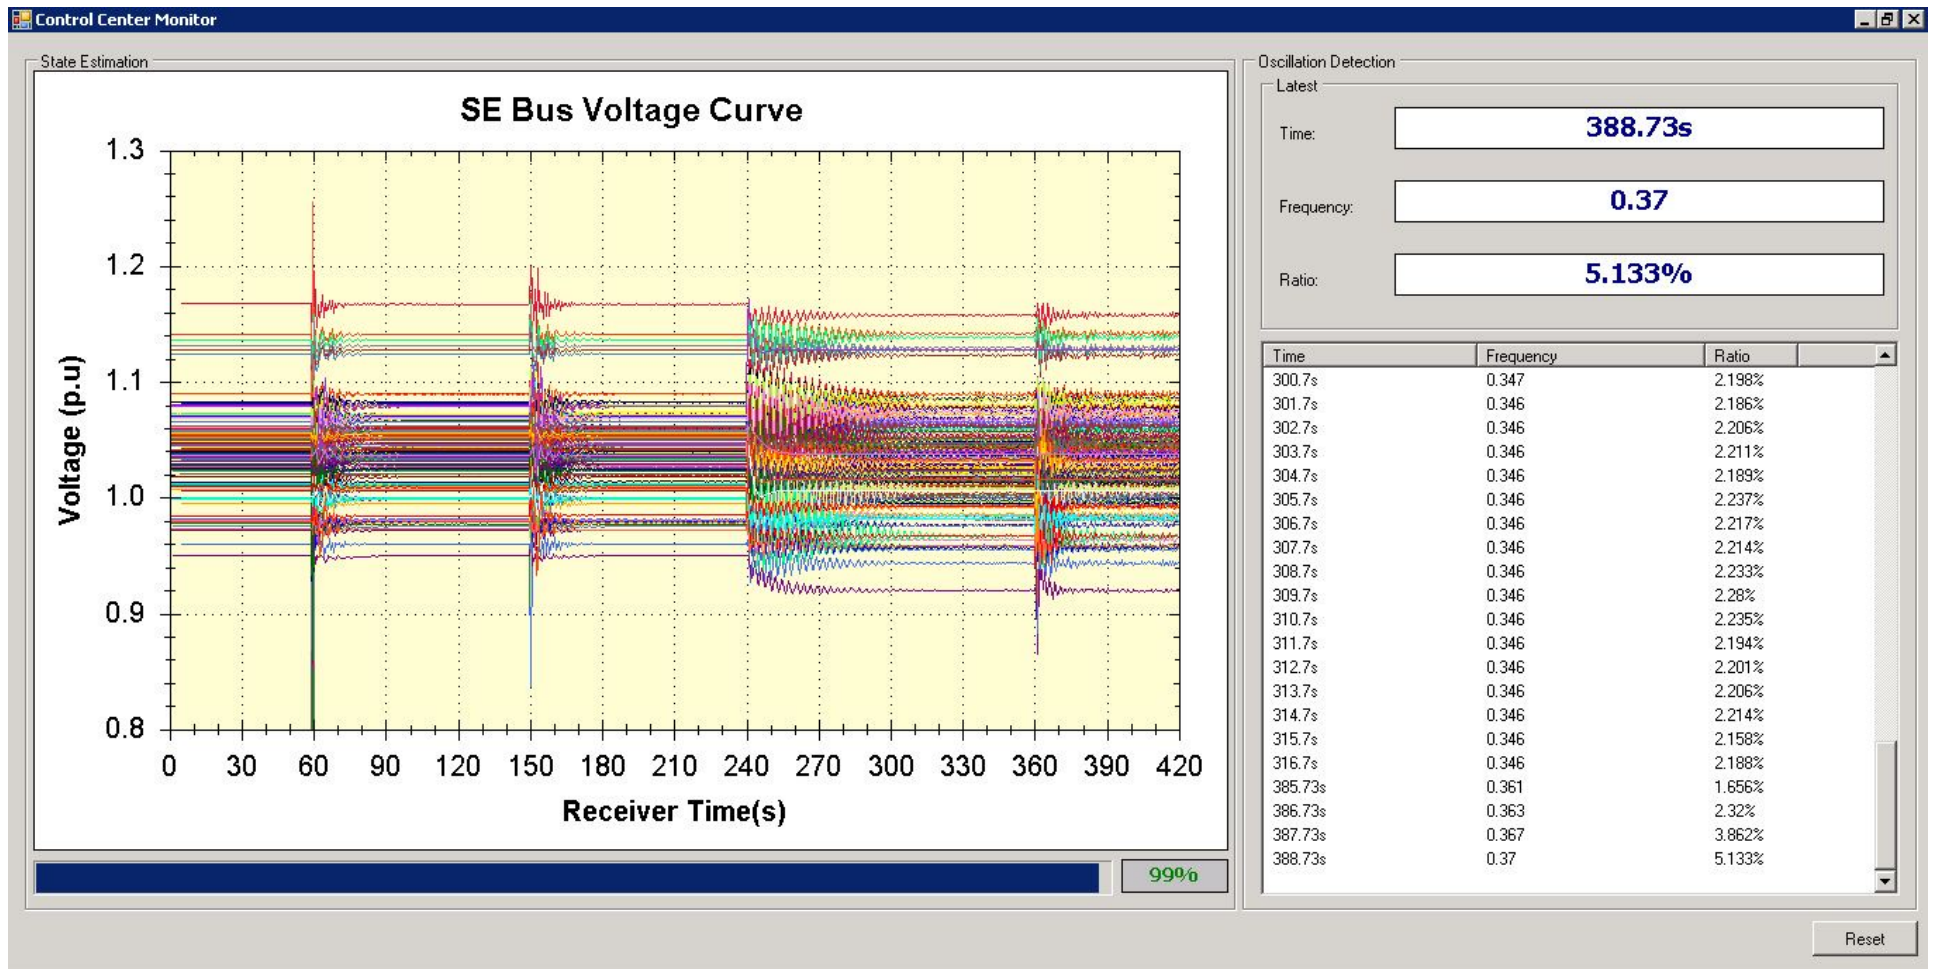 Control Center Monitor
State Estimation
SE Bus Voltage Curve
1.3
1.2
1.1
1.0
0.9
0.8
Voltage (p.u)
0 30 60 90 120 150 180 210 240 270 300 330 360 390 420
Receiver Time(s)
99%
Oscillation Detection
Latest
Time: 388.73s
Frequency: 0.37
Ratio: 5.133%
Time Frequency Ratio
300.7s 0.347 2.198%
301.7s 0.346 2.186%
302.7s 0.346 2.206%
303.7s 0.346 2.211%
304.7s 0.346 2.189%
305.7s 0.346 2.237%
306.7s 0.346 2.217%
307.7s 0.346 2.214%
308.7s 0.346 2.233%
309.7s 0.346 2.28%
310.7s 0.346 2.235%
311.7s 0.346 2.194%
312.7s 0.346 2.201%
313.7s 0.346 2.206%
314.7s 0.346 2.214%
315.7s 0.346 2.158%
316.7s 0.346 2.188%
385.73s 0.361 1.656%
386.73s 0.363 2.32%
387.73s 0.367 3.862%
388.73s 0.37 5.133%
Reset